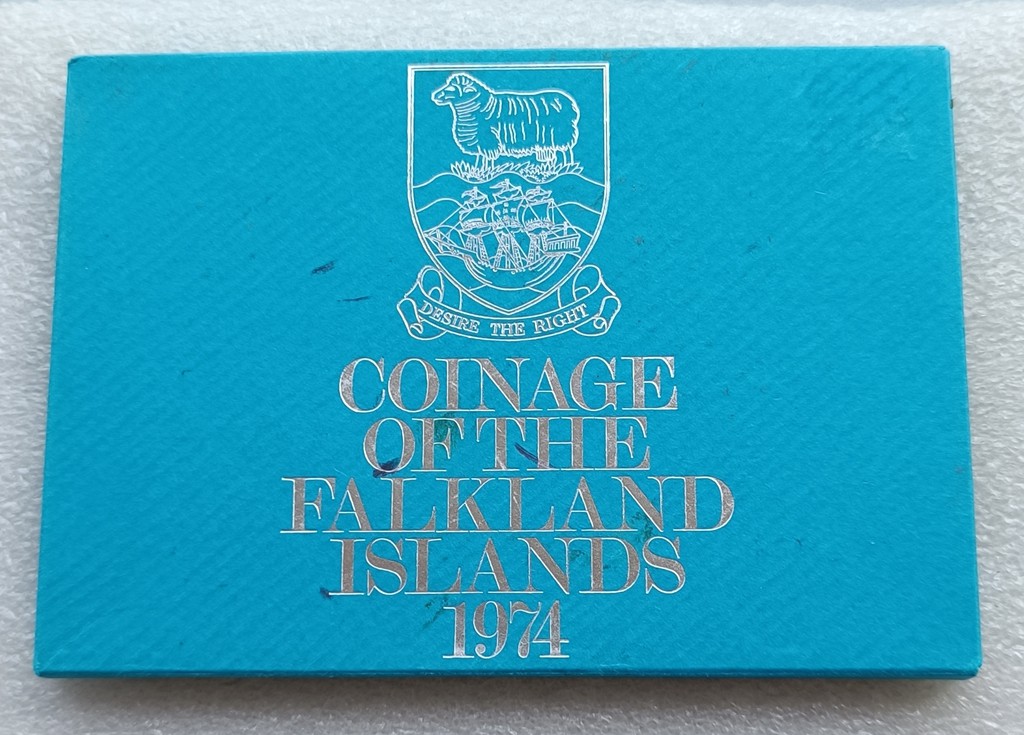 DESIRE THE RIGHT
COINAGE
OF THE
FALKLAND
ISLANDS
1974